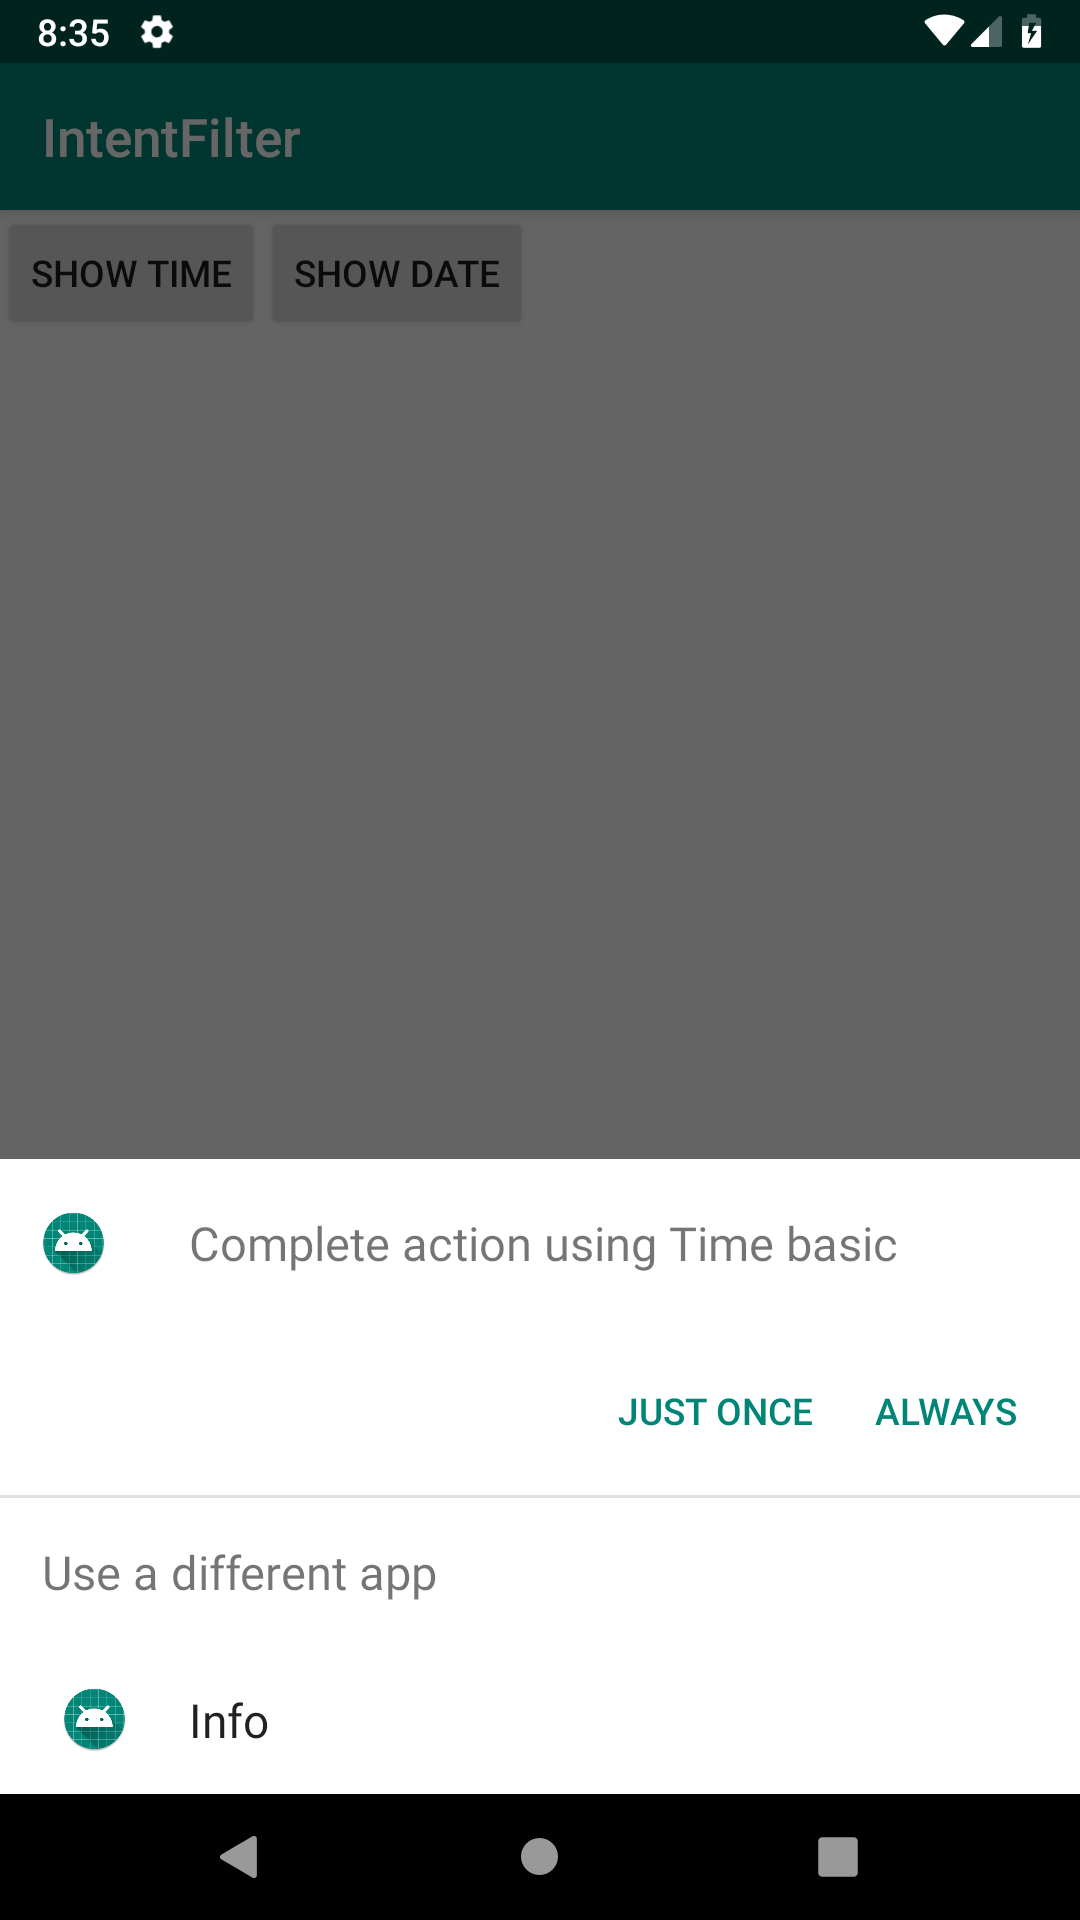 8:35
IntentFilter
SHOW TIME SHOW DATE
Complete action using Time basic
JUST ONCE ALWAYS
Use a different app
Info